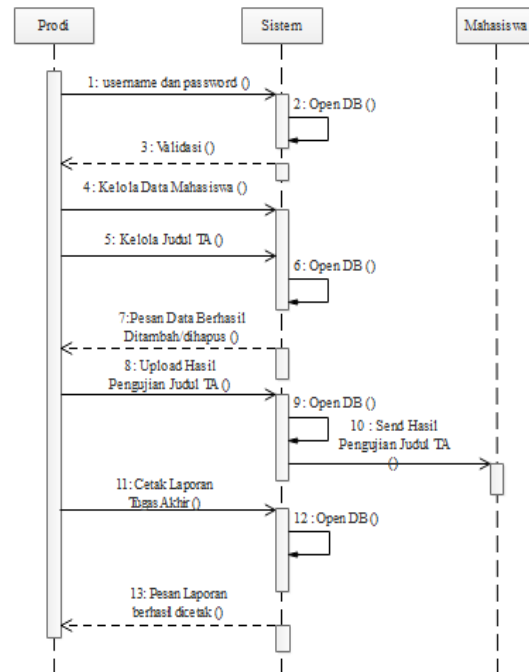 Prodi
Sistem
Mahasiswa
1: username dan password ()
2 : Open DB ()
3 : Validasi ()
4 : Kelola Data Mahasiswa ()
5: Kelola Judul TA ()
6 : Open DB ()
7:Pesan Data Berhasil
Ditambah/dihapus ()
8 : Upload Hasil
Pengujian Judul TA ()
9 : Open DB ()
10 : Send Hasil
Pengujian Judul TA
()
11: Cetak Laporan
Tugas Akhir ()
12 : Open DB ()
13: Pesan Laporan
berhasil dicetak ()